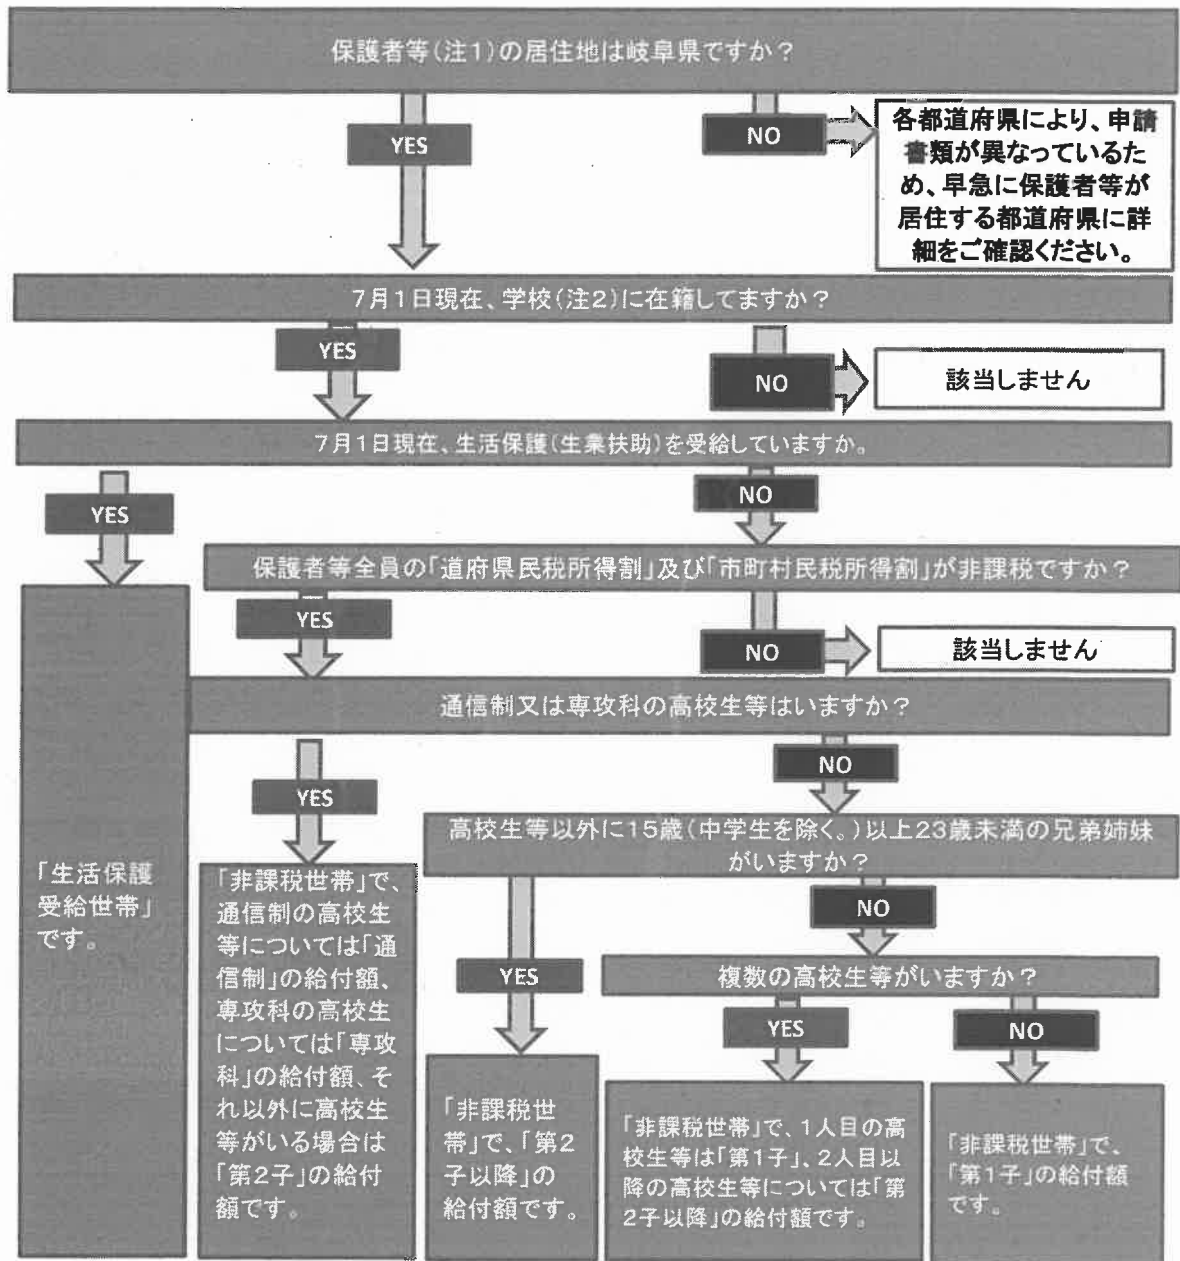 保護者等(注1)の居住地は岐阜県ですか？
YES
NO
各都道府県により、申請
書類が異なっているた
め、早急に保護者等が
居住する都道府県に詳
細をご確認ください。
7月1日現在、学校(注2)に在籍してますか？
YES
NO
該当しません
7月1日現在、生活保護(生業扶助)を受給していますか。
YES
NO
保護者等全員の「道府県民税所得割」及び「市町村民税所得割」が非課税ですか？
YES
NO
該当しません
通信制又は専攻科の高校生等はいますか？
YES
NO
高校生等以外に15歳(中学生を除く。)以上23歳未満の兄弟姉妹
がいますか？
YES
NO
複数の高校生等がいますか？
YES
NO
「生活保護
受給世帯」
です。
「非課税世帯」で、
通信制の高校生
等については「通
信制」の給付額、
専攻科の高校生
については「専攻
科」の給付額、そ
れ以外に高校生
等がいる場合は
「第2子」の給付
額です。
「非課税世
帯」で、「第2
子以降」の
給付額です。
「非課税世帯」で、1人目の高
校生等は「第1子」、2人目以
降の高校生等については「第
2子以降」の給付額です。
「非課税世帯」で、
「第1子」の給付額
です。